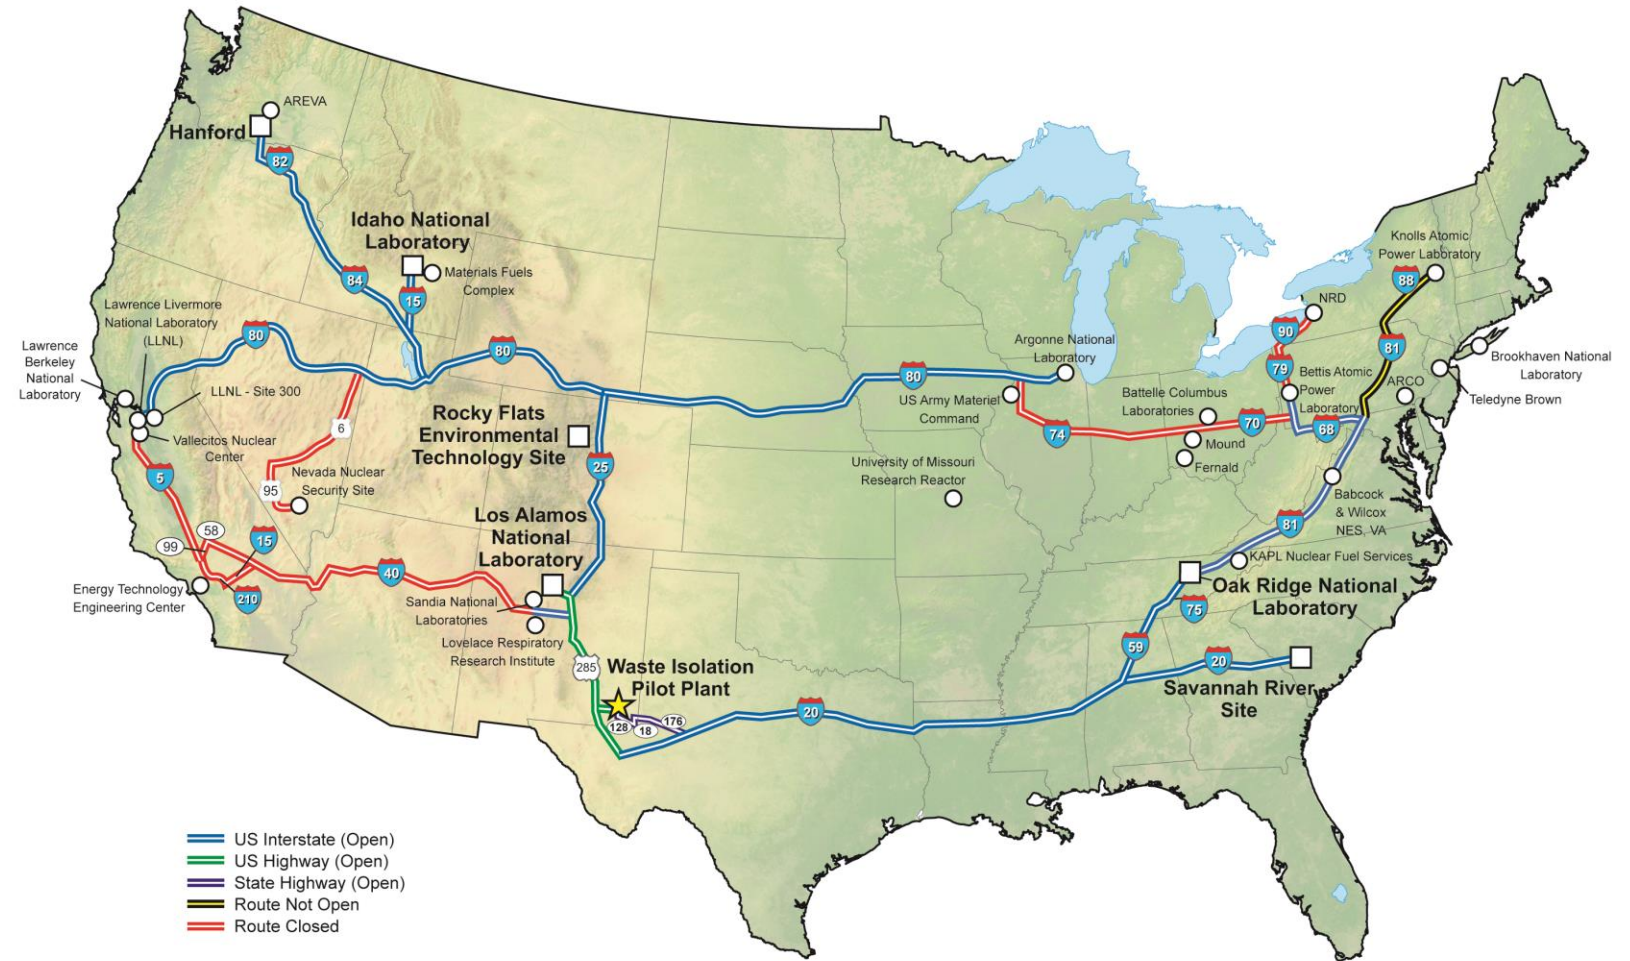 AREVA
Hanford
82
Idaho National
Laboratory
Materials Fuels
Complex
84
15
Lawrence Livermore
National Laboratory
(LLNL)
80
Lawrence
Berkeley
National
Laboratory
LLNL - Site 300
Vallecitos Nuclear
Center
6
95
Nevada Nuclear
Security Site
5
99
58
15
210
Energy Technology
Engineering Center
40
80
Rocky Flats
Environmental
Technology Site
25
Los Alamos
National
Laboratory
Sandia National
Laboratories
Lovelace Respiratory
Research Institute
285
Waste Isolation
Pilot Plant
128
18
176
20
80
Argonne National
Laboratory
US Army Materiel
Command
74
University of Missouri
Research Reactor
Battelle Columbus
Laboratories
Mound
Fernald
70
Knolls Atomic
Power Laboratory
88
NRD
90
79
81
Bettis Atomic
Power
Laboratory
ARCO
68
Brookhaven National
Laboratory
Teledyne Brown
Babcock
& Wilcox
NES, VA
81
KAPL Nuclear Fuel Services
Oak Ridge National
Laboratory
75
59
20
Savannah River
Site
US Interstate (Open)
US Highway (Open)
State Highway (Open)
Route Not Open
Route Closed